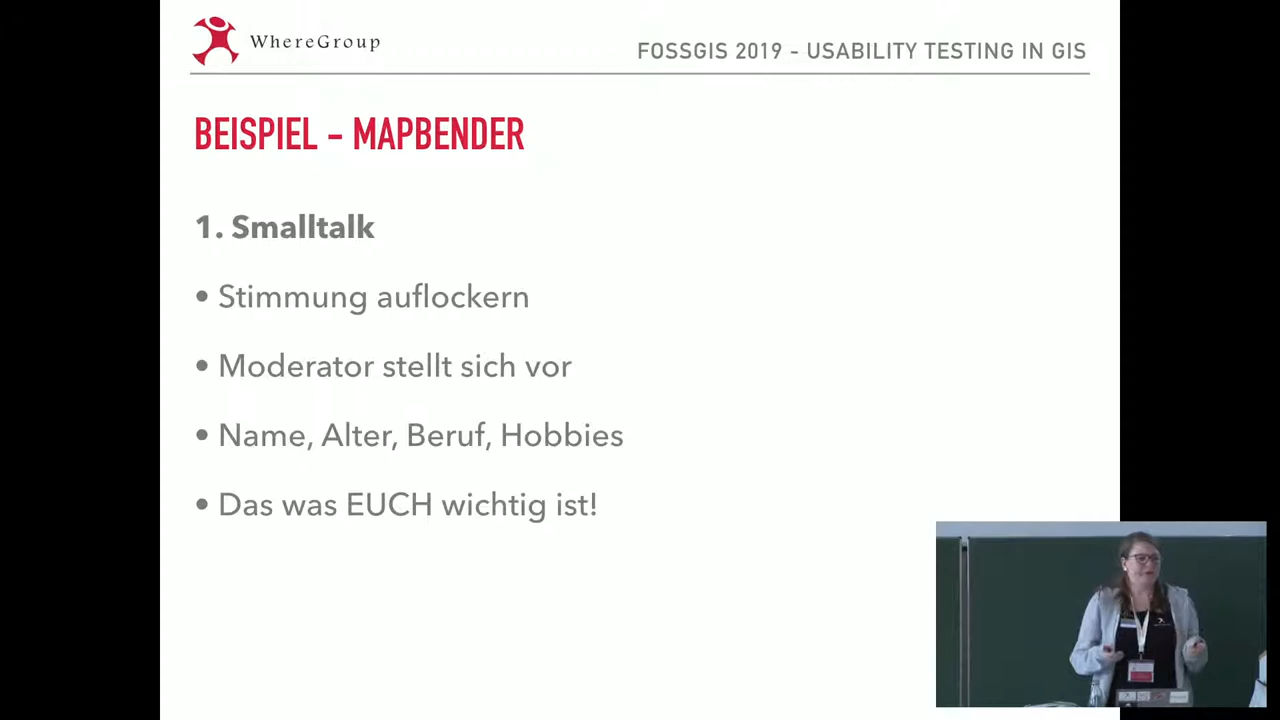 WhereGroup
FOSSGIS 2019 - USABILITY TESTING IN GIS
BEISPIEL - MAPBENDER
1. Smalltalk
• Stimmung auflockern
• Moderator stellt sich vor
• Name, Alter, Beruf, Hobbies
• Das was EUCH wichtig ist!